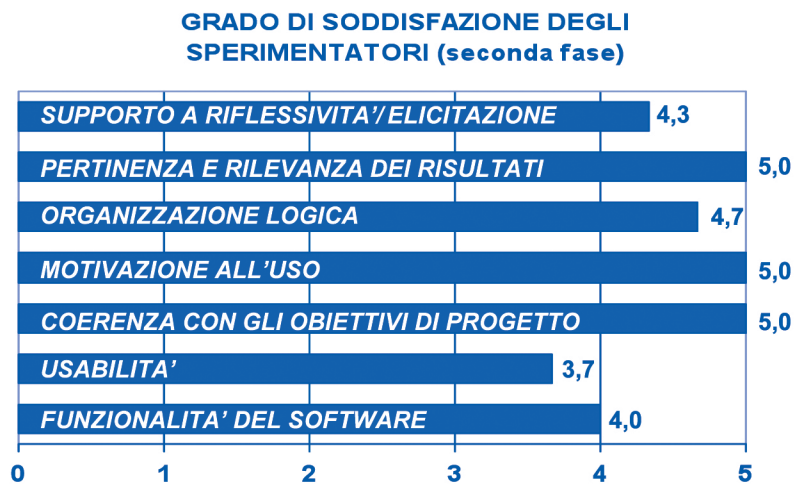 GRADO DI SODDISFAZIONE DEGLI
SPERIMENTATORI (seconda fase)
SUPPORTO A RIFLESSIVITA’/ELICITAZIONE 4,3
PERTINENZA E RILEVANZA DEI RISULTATI 5,0
ORGANIZZAZIONE LOGICA 4,7
MOTIVAZIONE ALL’USO 5,0
COERENZA CON GLI OBIETTIVI DI PROGETTO 5,0
USABILITA’ 3,7
FUNZIONALITA’ DEL SOFTWARE 4,0
0 1 2 3 4 5